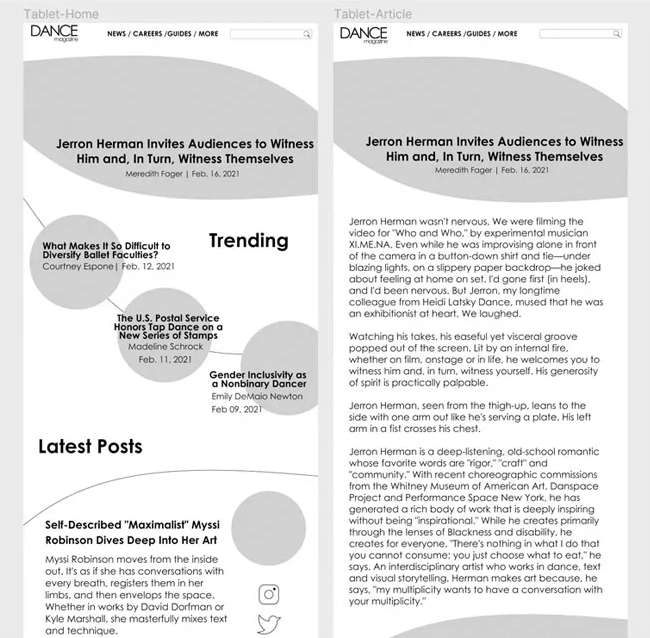 Tablet-Home
DANCE
magazine
NEWS / CAREERS /GUIDES / MORE
Jerron Herman Invites Audiences to Witness
Him and, In Turn, Witness Themselves
Meredith Fager | Feb. 16, 2021
Trending
What Makes It So Difficult to
Diversify Ballet Faculties?
Courtney Espone| Feb. 12, 2021
The U.S. Postal Service
Honors Tap Dance on a
New Series of Stamps
Madeline Schrock
Feb. 11, 2021
Gender Inclusivity as
a Nonbinary Dancer
Emily DeMaio Newton
Feb 09, 2021
Latest Posts
Self-Described "Maximalist" Myssi
Robinson Dives Deep Into Her Art
Myssi Robinson moves from the inside
out. It's as if she has conversations with
every breath, registers them in her
limbs, and then envelops the space.
Whether in works by David Dorfman or
Kyle Marshall, she masterfully mixes text
and technique.
Tablet-Article
DANCE
magazine
NEWS / CAREERS /GUIDES / MORE
Jerron Herman Invites Audiences to Witness
Him and, In Turn, Witness Themselves
Meredith Fager | Feb. 16, 2021
Jerron Herman wasn't nervous. We were filming the
video for "Who and Who," by experimental musician
XI.ME.NA. Even while he was improvising alone in front
of the camera in a button-down shirt and tie—under
blazing lights, on a slippery paper backdrop—he joked
about feeling at home on set. I'd gone first (in heels),
and I'd been nervous. But Jerron, my longtime
colleague from Heidi Latsky Dance, mused that he was
an exhibitionist at heart. We laughed.
Watching his takes, his easeful yet visceral groove
popped out of the screen. Lit by an internal fire,
whether on film, onstage or in life, he welcomes you to
witness him and, in turn, witness yourself. His generosity
of spirit is practically palpable.
Jerron Herman, seen from the thigh-up, leans to the
side with one arm out like he's serving a plate. His left
arm in a fist crosses his chest.
Jerron Herman is a deep-listening, old-school romantic
whose favorite words are "rigor," "craft" and
"community." With recent choreographic commissions
from the Whitney Museum of American Art, Danspace
Project and Performance Space New York, he has
generated a rich body of work that is deeply inspiring
without being "inspirational." While he creates primarily
through the lenses of Blackness and disability, he
creates for everyone. "There's nothing in what I do that
you cannot consume; you just choose what to eat," he
says. An interdisciplinary artist who works in dance, text
and visual storytelling, Herman makes art because, he
says, "my multiplicity wants to have a conversation with
your multiplicity."